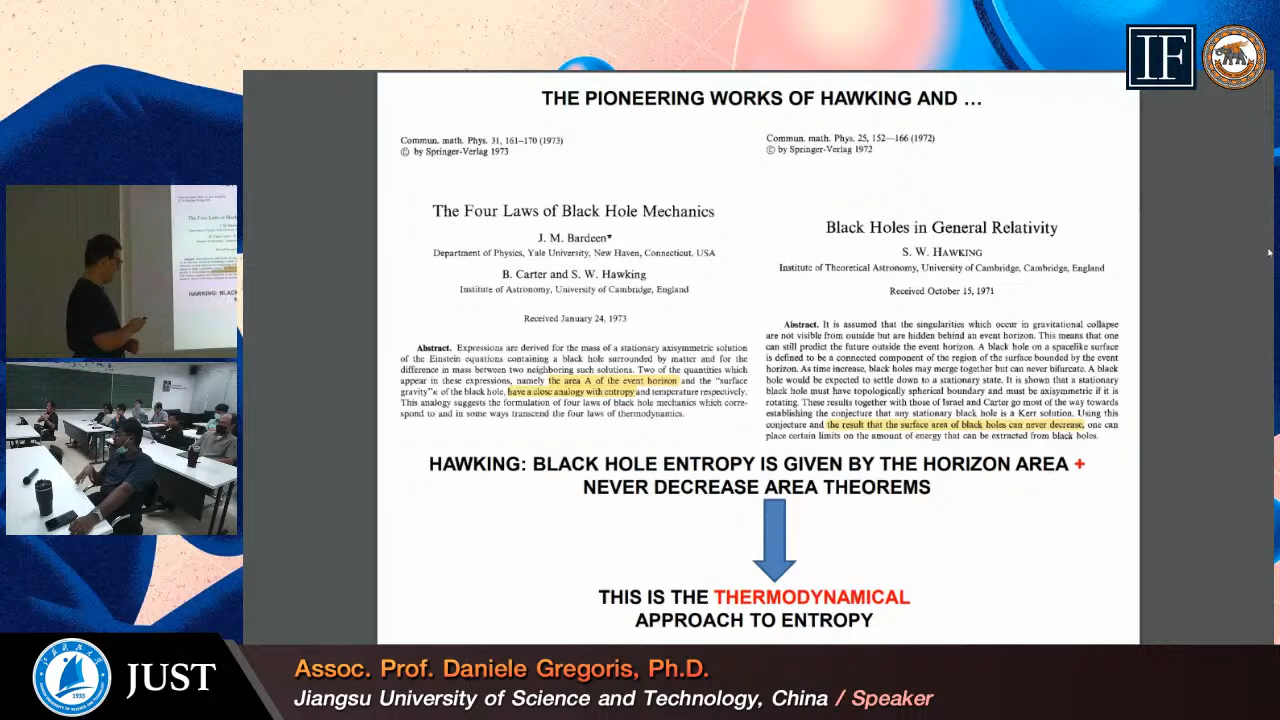 IF
THE PIONEERING WORKS OF HAWKING AND …
Commun. math. Phys. 31, 161—170 (1973)
© by Springer-Verlag 1973
The Four Laws of Black Hole Mechanics
J. M. Bardeen*
Department of Physics, Yale University, New Haven, Connecticut, USA
B. Carter and S. W. Hawking
Institute of Astronomy, University of Cambridge, England
Received January 24, 1973
Abstract. Expressions are derived for the mass of a stationary axisymmetric solution
of the Einstein equations containing a black hole surrounded by matter and for the
difference in mass between two neighboring such solutions. Two of the quantities which
appear in these expressions, namely the area A of the event horizon and the “surface
gravity” κ of the black hole, have a close analogy with entropy and temperature respectively.
This analogy suggests the formulation of four laws of black hole mechanics which corre-
spond to and in some ways transcend the four laws of thermodynamics.
Commun. math. Phys. 25, 152—166 (1972)
© by Springer-Verlag 1972
Black Holes in General Relativity
S. W. HAWKING
Institute of Theoretical Astronomy, University of Cambridge, Cambridge, England
Received October 15, 1971
Abstract. It is assumed that the singularities which occur in gravitational collapse
are not visible from outside but are hidden behind an event horizon. This means that one
can still predict the future outside the event horizon. A black hole on a spacelike surface
is defined to be a connected component of the region of the surface bounded by the event
horizon. As time increase, black holes may merge together but can never bifurcate. A black
hole would be expected to settle down to a stationary state. It is shown that a stationary
black hole must have topologically spherical boundary and must be axisymmetric if it is
rotating. These results together with those of Israel and Carter go most of the way towards
establishing the conjecture that any stationary black hole is a Kerr solution. Using this
conjecture and the result that the surface area of black holes can never decrease, one can
place certain limits on the amount of energy that can be extracted from black holes.
HAWKING: BLACK HOLE ENTROPY IS GIVEN BY THE HORIZON AREA +
NEVER DECREASE AREA THEOREMS
THIS IS THE THERMODYNAMICAL
APPROACH TO ENTROPY
1933
JUST
Assoc. Prof. Daniele Gregoris, Ph.D.
Jiangsu University of Science and Technology, China / Speaker